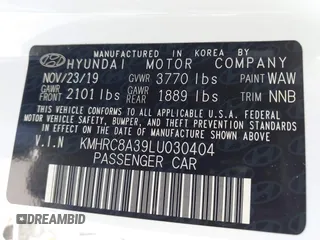 MANUFACTURED IN KOREA BY
HYUNDAI MOTOR COMPANY
NOV/23/19 GVWR 3770 lbs PAINT WAW
GAWR FRONT 2101 lbs GAWR REAR 1889 lbs TRIM NNB
THIS VEHICLE CONFORMS TO ALL APPLICABLE U.S.A. FEDERAL
MOTOR VEHICLE SAFETY, BUMPER, AND THEFT PREVENTION
STANDARDS IN EFFECT ON THE DATE OF MANUFACTURE SHOWN ABOVE.
V.I.N KMHRC8A39LU030404
PASSENGER CAR
DREAMBID